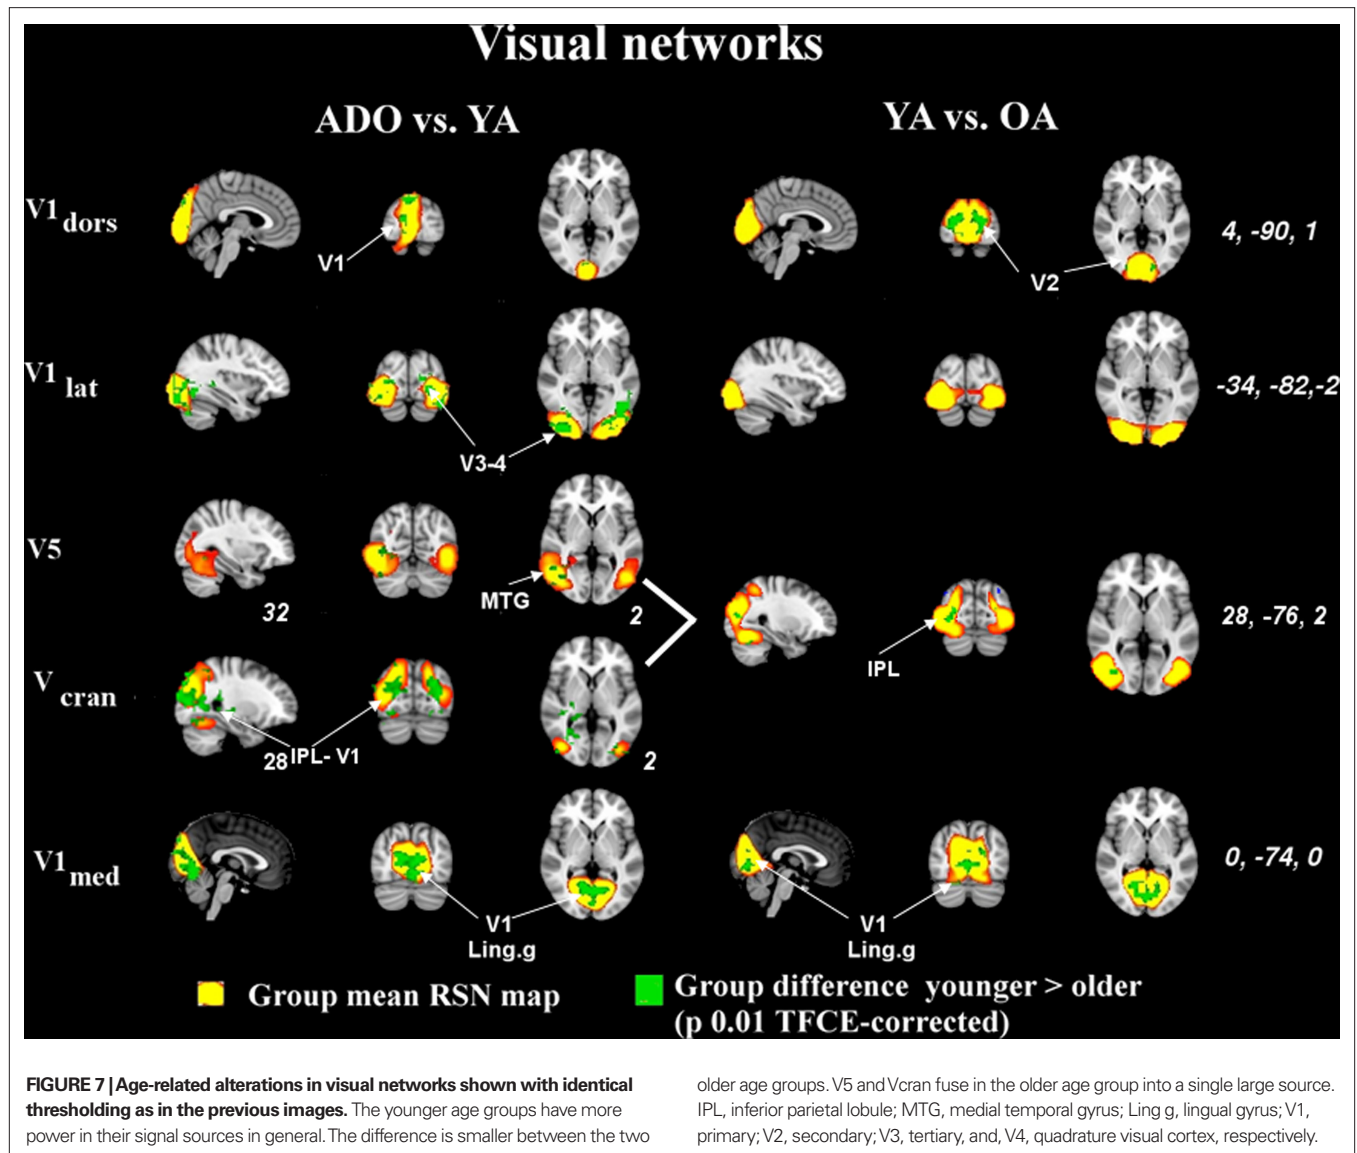 Visual networks
ADO vs. YA
YA vs. OA
V1 dors
V1
V2
4, -90, 1
V1 lat
V3-4
-34, -82,-2
V5
32
MTG
2
IPL
28, -76, 2
V cran
28
IPL- V1
2
V1 med
V1
Ling.g
V1
Ling.g
0, -74, 0
Group mean RSN map
Group difference younger > older
(p 0.01 TFCE-corrected)
FIGURE 7 | Age-related alterations in visual networks shown with identical
thresholding as in the previous images. The younger age groups have more
power in their signal sources in general. The difference is smaller between the two
older age groups. V5 and Vcran fuse in the older age group into a single large source.
IPL, inferior parietal lobule; MTG, medial temporal gyrus; Ling g, lingual gyrus; V1,
primary; V2, secondary; V3, tertiary, and, V4, quadrature visual cortex, respectively.